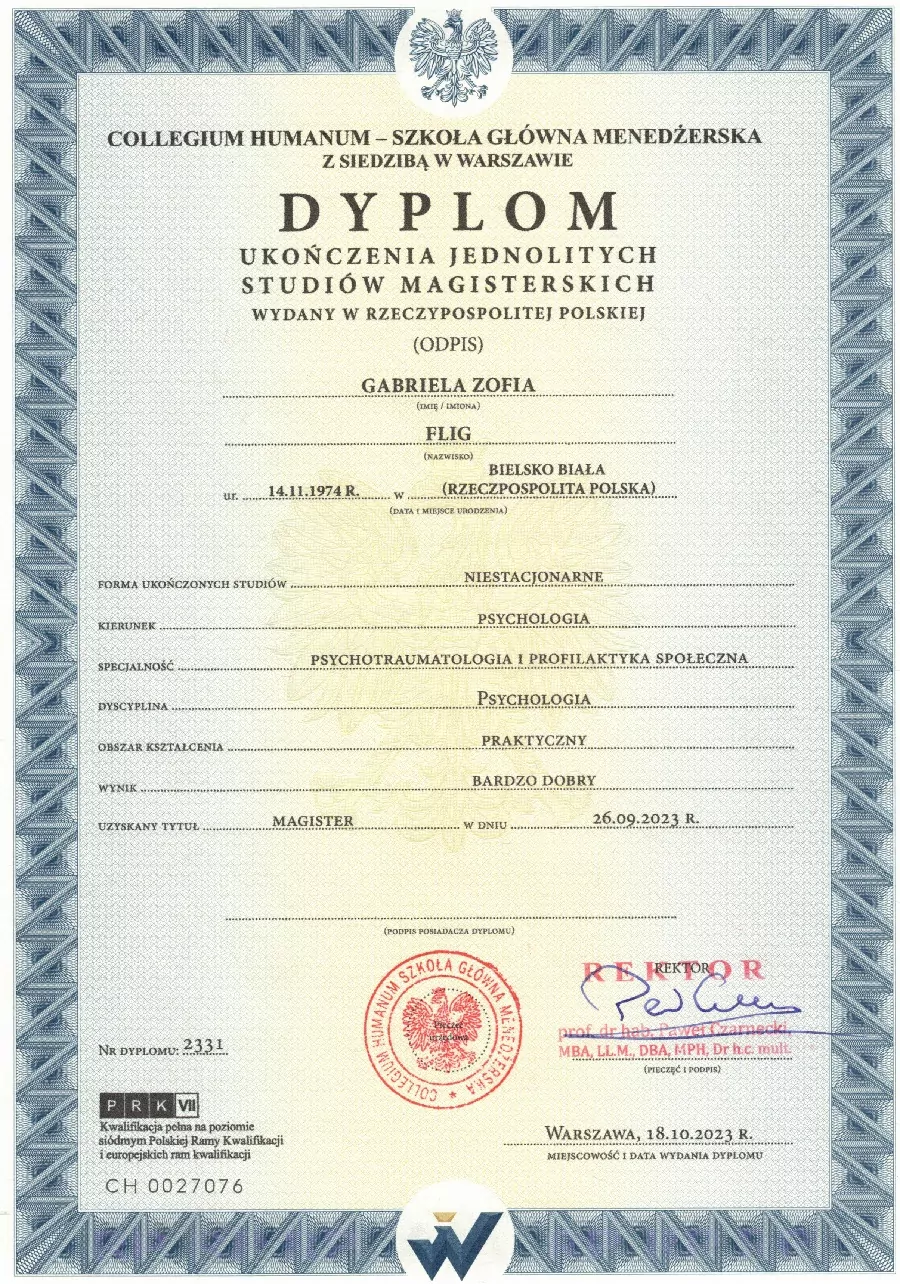 COLLEGIUM HUMANUM – SZKOŁA GŁÓWNA MENEDŻERSKA
Z SIEDZIBĄ W WARSZAWIE
DYPLOM
UKOŃCZENIA JEDNOLITYCH
STUDIÓW MAGISTERSKICH
WYDANY W RZECZYPOSPOLITEJ POLSKIEJ
(ODPIS)
GABRIELA ZOFIA
(IMIĘ / IMIONA)
FLIG
(NAZWISKO)
BIELSKO BIAŁA
ur. 14.11.1974 R. w (RZECZPOSPOLITA POLSKA)
(DATA I MIEJSCE URODZENIA)
FORMA UKOŃCZONYCH STUDIÓW NIESTACJONARNE
KIERUNEK PSYCHOLOGIA
SPECJALNOŚĆ PSYCHOTRAUMATOLOGIA I PROFILAKTYKA SPOŁECZNA
DYSCYPLINA PSYCHOLOGIA
OBSZAR KSZTAŁCENIA PRAKTYCZNY
WYNIK BARDZO DOBRY
UZYSKANY TYTUŁ MAGISTER W DNIU 26.09.2023 R.
(PODPIS POSIADACZA DYPLOMU)
COLLEGIUM HUMANUM SZKOŁA GŁÓWNA MENEDŻERSKA
Pieczęć
urzędowa
REKTOR
REKTOR
prof. dr hab. Paweł Czarnecki,
MBA, LL.M., DBA, MPH, Dr h.c. mult.
(PIECZĘĆ I PODPIS)
NR DYPLOMU: 2331
PRK VII
Kwalifikacja pełna na poziomie
siódmym Polskiej Ramy Kwalifikacji
i europejskich ram kwalifikacji
WARSZAWA, 18.10.2023 R.
MIEJSCOWOŚĆ I DATA WYDANIA DYPLOMU
CH 0027076